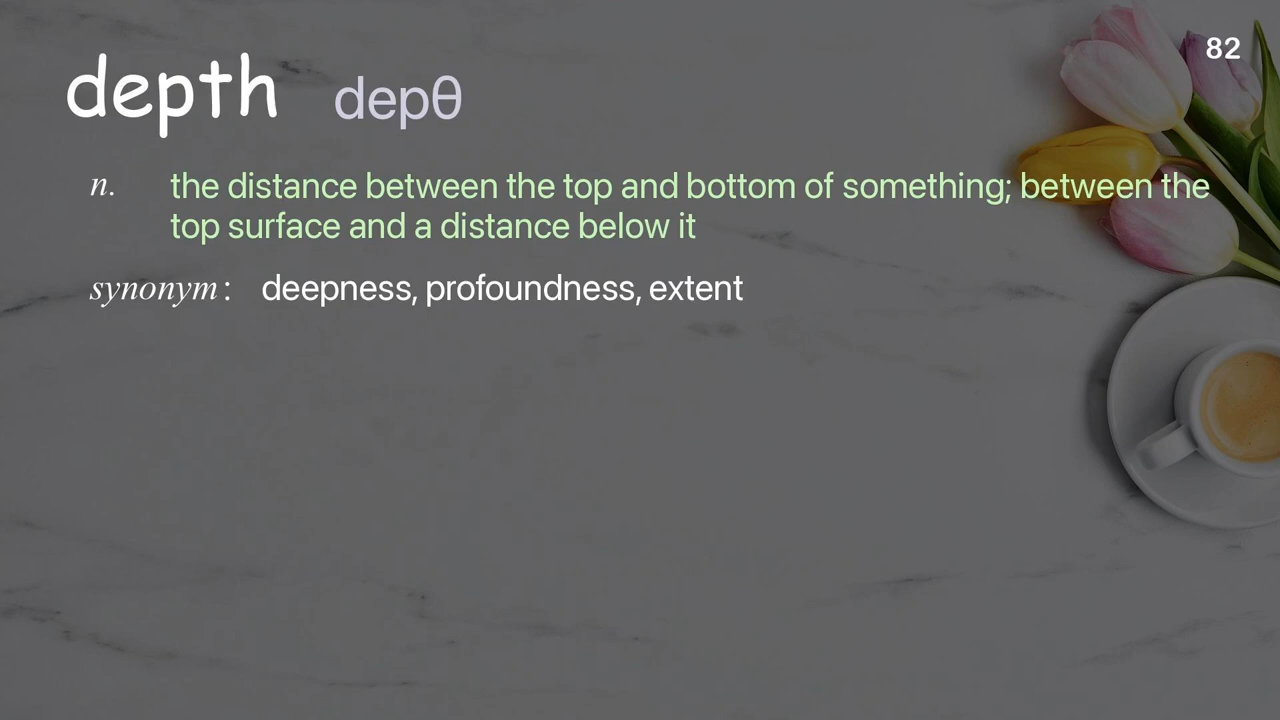 82
depth depθ
n. the distance between the top and bottom of something; between the
top surface and a distance below it
synonym: deepness, profoundness, extent